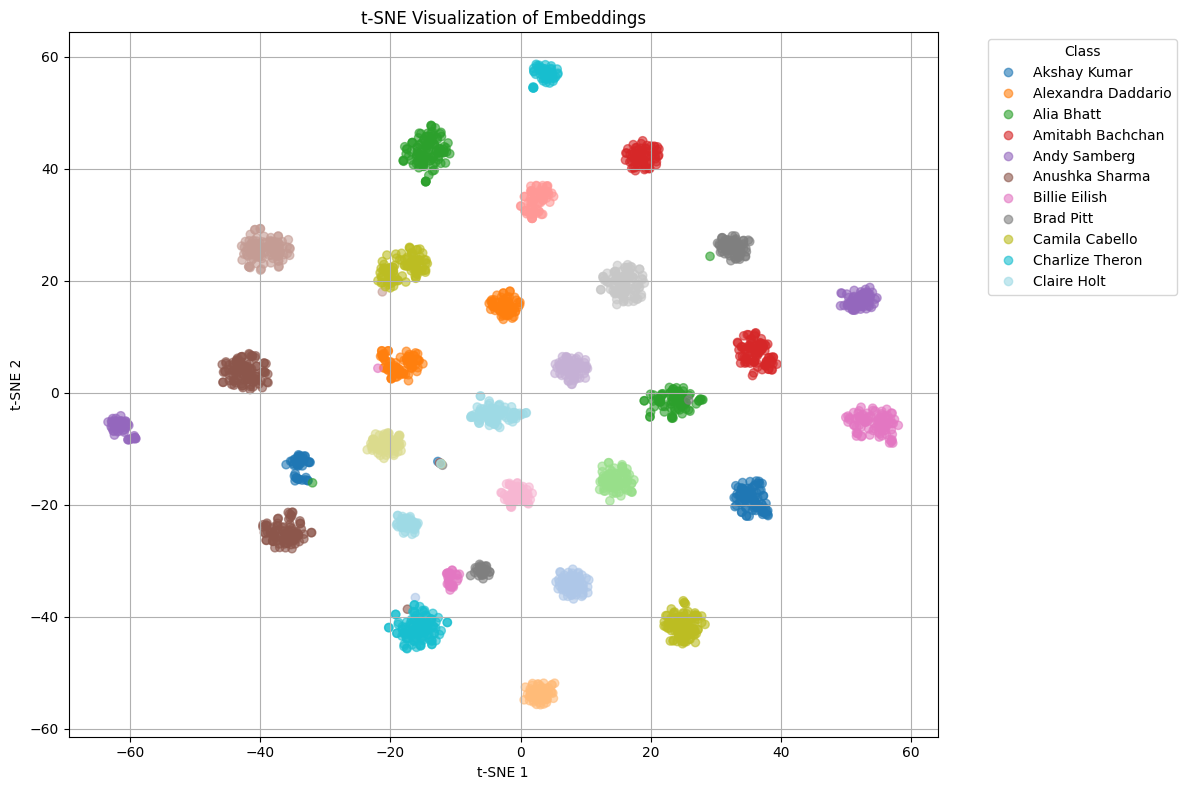 t-SNE Visualization of Embeddings
60
40
20
0
−20
−40
−60
t-SNE 2
−60
−40
−20
0
20
40
60
t-SNE 1
Class
Akshay Kumar
Alexandra Daddario
Alia Bhatt
Amitabh Bachchan
Andy Samberg
Anushka Sharma
Billie Eilish
Brad Pitt
Camila Cabello
Charlize Theron
Claire Holt